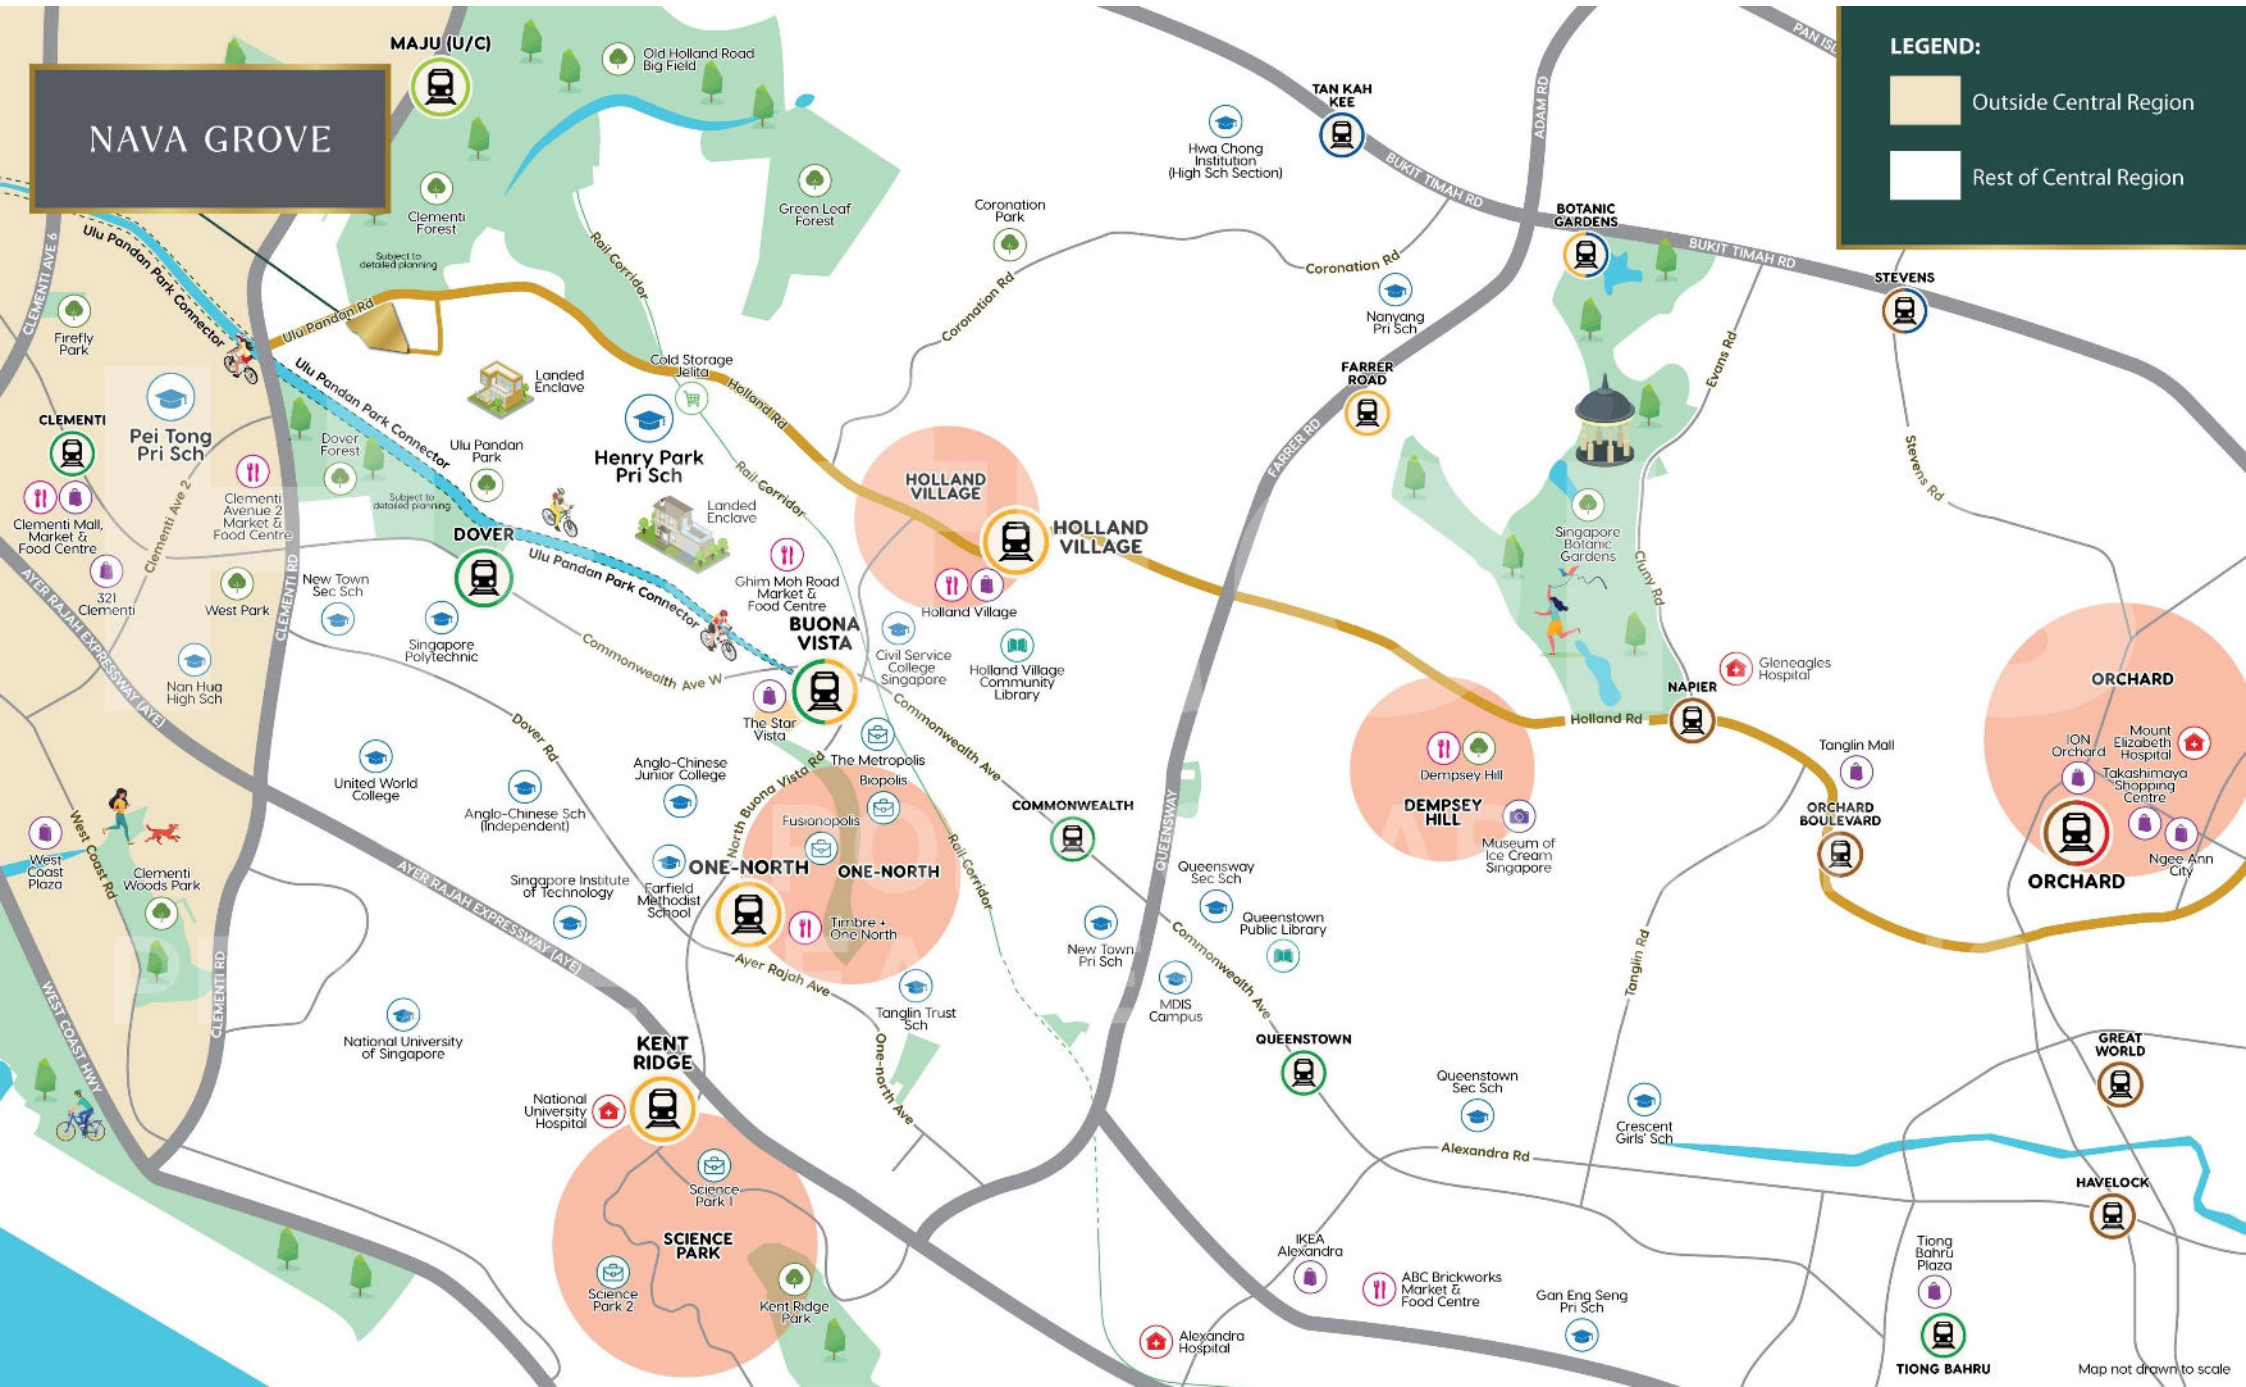 MAJU (U/C)
Old Holland Road
Big Field
NAVA GROVE
LEGEND:
Outside Central Region
Rest of Central Region
TAN KAH
KEE
ADAM RD
Hwa Chong
Institution
(High Sch Section)
BUKIT TIMAH RD
BOTANIC
GARDENS
BUKIT TIMAH RD
STEVENS
Clementi
Forest
Green Leaf
Forest
Coronation
Park
Subject to
detailed planning
Rail Corridor
Coronation Rd
Coronation Rd
Nanyang
Pri Sch
CLEMENTI AVE 6
Ulu Pandan Park Connector
Firefly
Park
Ulu Pandan Rd
Ulu Pandan Park Connector
Landed
Enclave
Cold Storage
Jelita
Holland Rd
FARRER
ROAD
FARRER RD
Evans Rd
Stevens Rd
CLEMENTI
Pei Tong
Pri Sch
Dover
Forest
Ulu Pandan
Park
Henry Park
Pri Sch
Rail Corridor
HOLLAND
VILLAGE
HOLLAND
VILLAGE
Clementi Mall,
Market &
Food Centre
Clementi Ave 2
Clementi
Avenue 2
Market &
Food Centre
Subject to
detailed planning
DOVER
Landed
Enclave
Ulu Pandan Park Connector
Ghim Moh Road
Market &
Food Centre
Holland Village
Singapore
Botanic
Gardens
Cluny Rd
321
Clementi
West Park
New Town
Sec Sch
Singapore
Polytechnic
CLEMENTI RD
BUONA
VISTA
Civil Service
College
Singapore
Holland Village
Community
Library
AYER RAJAH EXPRESSWAY (AYE)
Nan Hua
High Sch
Commonwealth Ave W
The Star
Vista
Commonwealth Ave
Dover Rd
NAPIER
Gleneagles
Hospital
Holland Rd
ORCHARD
Tanglin Mall
ION
Orchard
Mount
Elizabeth
Hospital
Takashimaya
Shopping
Centre
Ngee Ann
City
ORCHARD
ORCHARD
BOULEVARD
Dempsey Hill
DEMPSEY
HILL
Museum of
Ice Cream
Singapore
United World
College
Anglo-Chinese Sch
(Independent)
Anglo-Chinese
Junior College
North Buona Vista Rd
The Metropolis
Biopolis
Fusionopolis
COMMONWEALTH
QUEENSWAY
West
Coast
Plaza
West Coast Rd
Clementi
Woods Park
AYER RAJAH EXPRESSWAY (AYE)
Singapore Institute
of Technology
Farfield
Methodist
School
ONE-NORTH
ONE-NORTH
Timbre +
One North
Rail Corridor
Queensway
Sec Sch
Queenstown
Public Library
New Town
Pri Sch
Commonwealth Ave
MDIS
Campus
Tanglin Rd
Ayer Rajah Ave
Tanglin Trust
Sch
One-north Ave
CLEMENTI RD
WEST COAST HWY
National University
of Singapore
KENT
RIDGE
National
University
Hospital
QUEENSTOWN
Queenstown
Sec Sch
Crescent
Girls' Sch
Alexandra Rd
GREAT
WORLD
HAVELOCK
Science
Park 1
SCIENCE
PARK
Science
Park 2
Kent Ridge
Park
IKEA
Alexandra
ABC Brickworks
Market &
Food Centre
Gan Eng Seng
Pri Sch
Alexandra
Hospital
Tiong
Bahru
Plaza
TIONG BAHRU
Map not drawn to scale